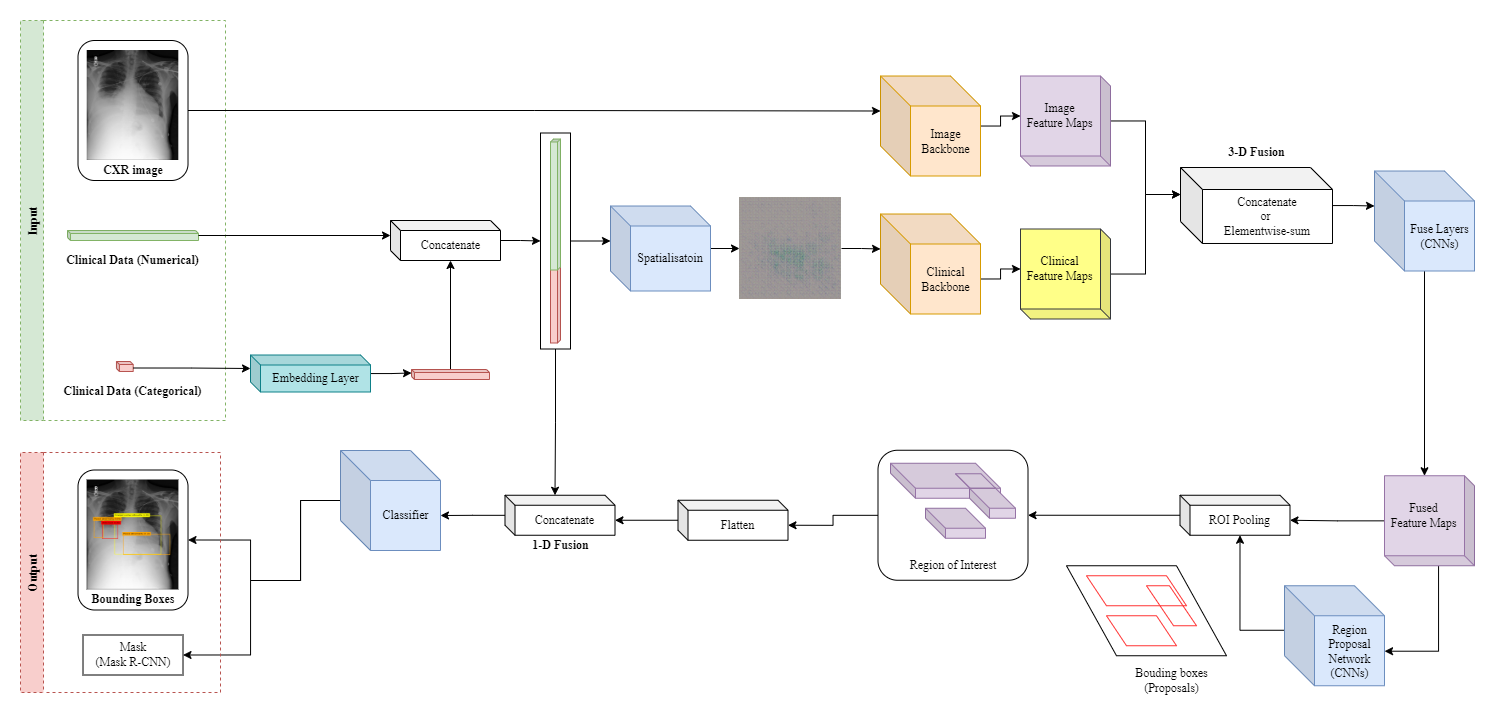 Input
CXR image
Clinical Data (Numerical)
Clinical Data (Categorical)
Embedding Layer
Concatenate
Spatialisatoin
Image
Backbone
Image
Feature Maps
Clinical
Backbone
Clinical
Feature Maps
3-D Fusion
Concatenate
or
Elementwise-sum
Fuse Layers
(CNNs)
Fused
Feature Maps
Region
Proposal
Network
(CNNs)
ROI Pooling
Bouding boxes
(Proposals)
Region of Interest
Flatten
Concatenate
1-D Fusion
Classifier
Output
Bounding Boxes
Mask
(Mask R-CNN)